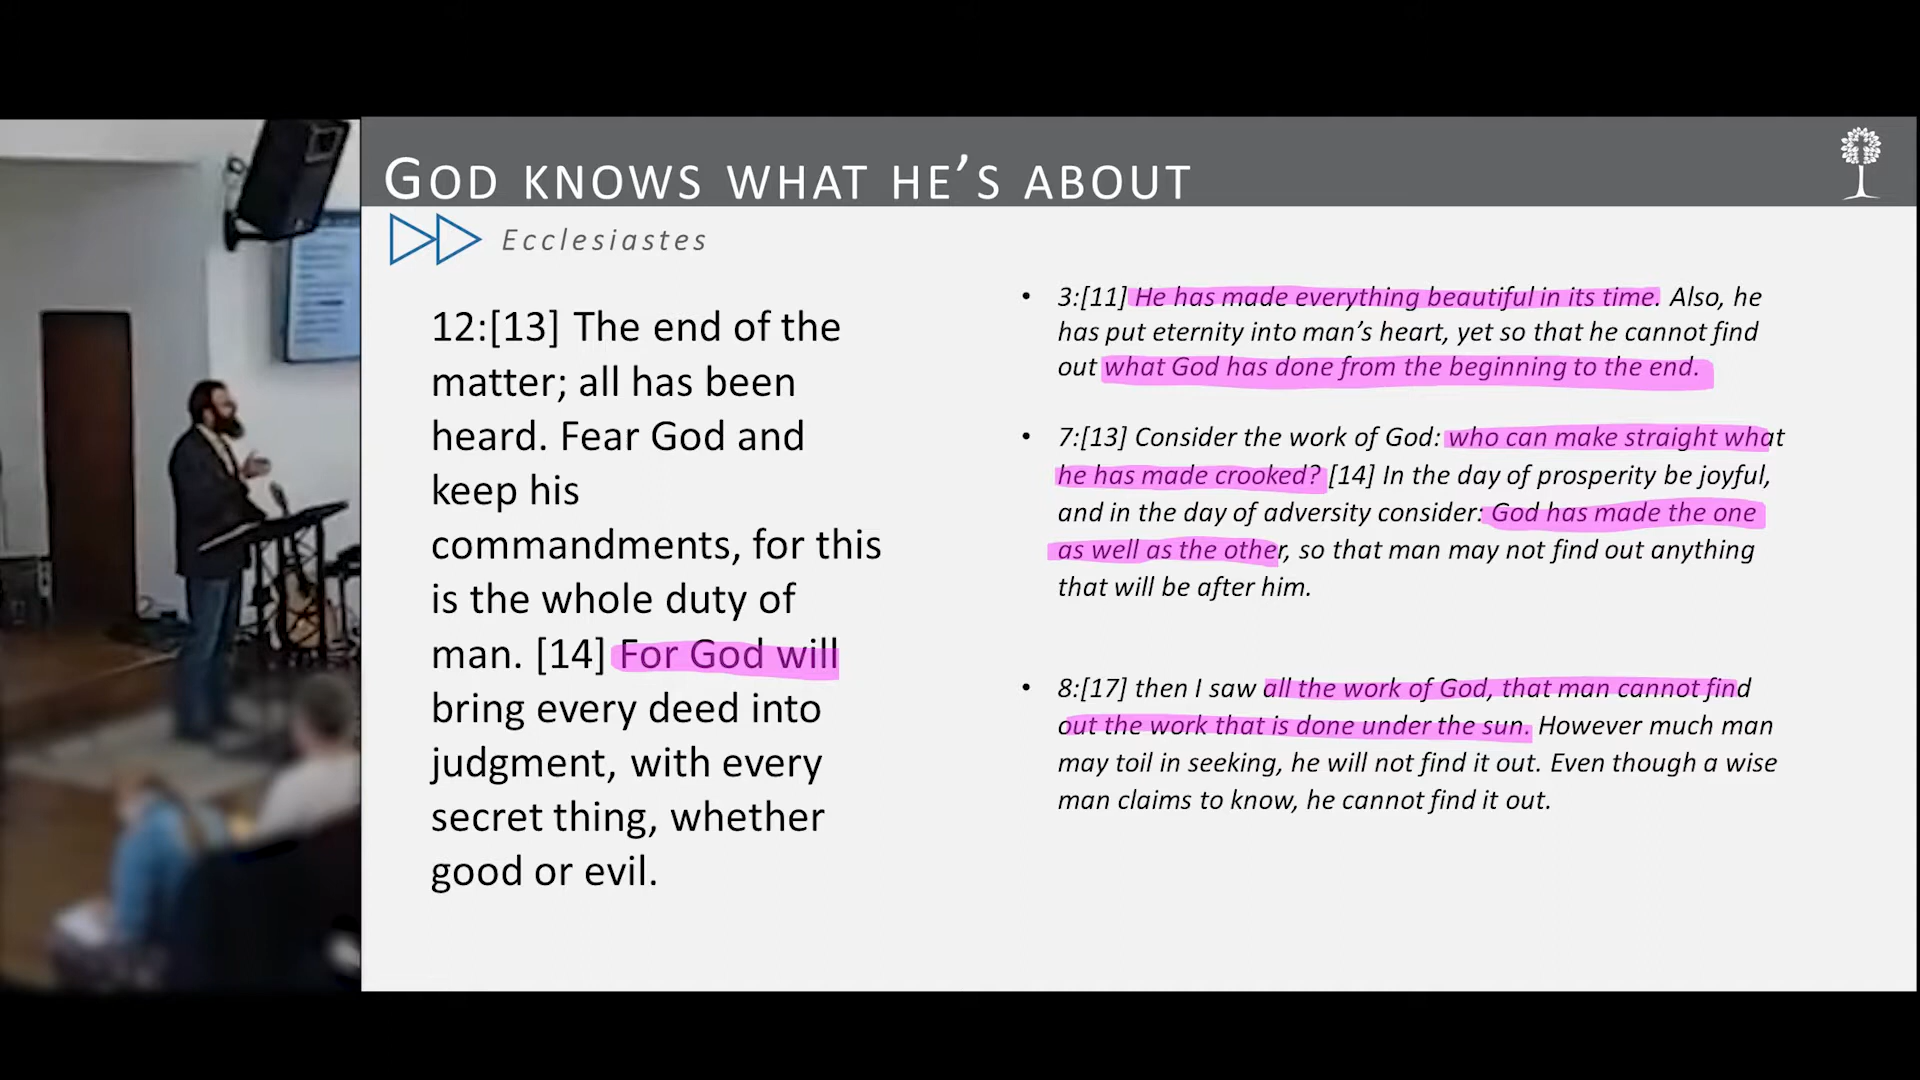 GOD KNOWS WHAT HE'S ABOUT
Ecclesiastes
12:[13] The end of the
matter; all has been
heard. Fear God and
keep his
commandments, for this
is the whole duty of
man. [14] For God will
bring every deed into
judgment, with every
secret thing, whether
good or evil.
• 3:[11] He has made everything beautiful in its time. Also, he
has put eternity into man's heart, yet so that he cannot find
out what God has done from the beginning to the end.
• 7:[13] Consider the work of God: who can make straight what
he has made crooked? [14] In the day of prosperity be joyful,
and in the day of adversity consider: God has made the one
as well as the other, so that man may not find out anything
that will be after him.
• 8:[17] then I saw all the work of God, that man cannot find
out the work that is done under the sun. However much man
may toil in seeking, he will not find it out. Even though a wise
man claims to know, he cannot find it out.